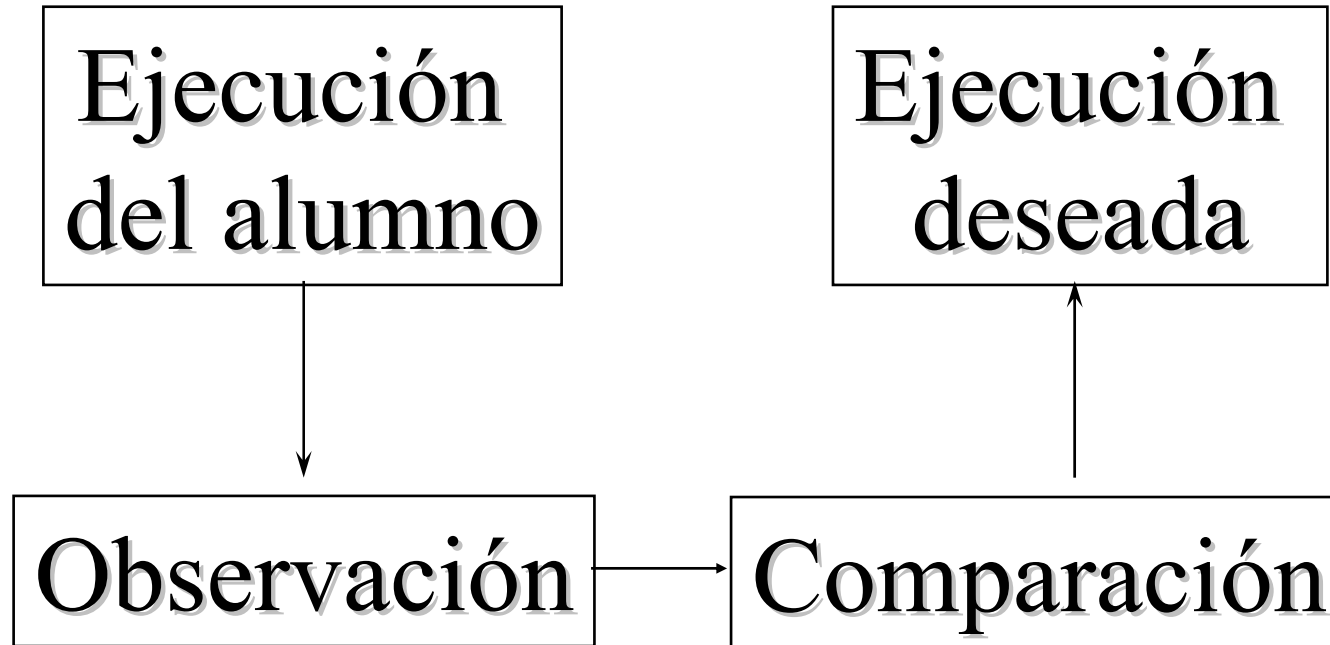 Ejecución
del alumno
Ejecución
deseada
Observación
Comparación